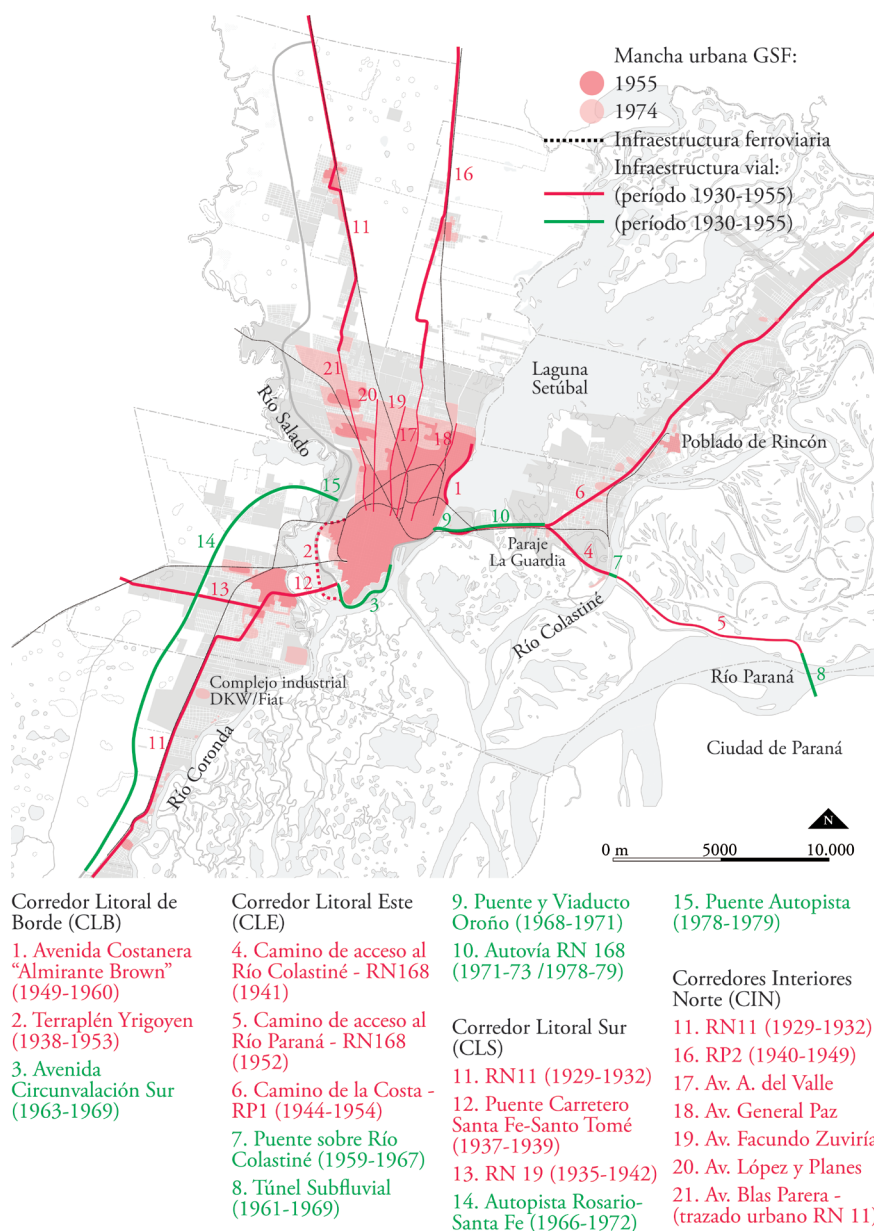 Mancha urbana GSF:
1955
1974
Infraestructura ferroviaria
Infraestructura vial:
(período 1930-1955)
(período 1930-1955)
16
11
Laguna
Setúbal
21
20
19
17
18
Río Salado
Poblado de Rincón
15
1
6
14
9
10
2
Paraje
La Guardia
4
7
13
12
3
5
Río Colastiné
Río Paraná
8
Complejo industrial
DKW/Fiat
11
Río Coronda
Ciudad de Paraná
N
0 m
5000
10.000
Corredor Litoral de
Borde (CLB)
1. Avenida Costanera
“Almirante Brown”
(1949-1960)
2. Terraplén Yrigoyen
(1938-1953)
3. Avenida
Circunvalación Sur
(1963-1969)
Corredor Litoral Este
(CLE)
4. Camino de acceso al
Río Colastiné - RN168
(1941)
5. Camino de acceso al
Río Paraná - RN168
(1952)
6. Camino de la Costa -
RP1 (1944-1954)
7. Puente sobre Río
Colastiné (1959-1967)
8. Túnel Subfluvial
(1961-1969)
9. Puente y Viaducto
Oroño (1968-1971)
10. Autovía RN 168
(1971-73 /1978-79)
Corredor Litoral Sur
(CLS)
11. RN11 (1929-1932)
12. Puente Carretero
Santa Fe-Santo Tomé
(1937-1939)
13. RN 19 (1935-1942)
14. Autopista Rosario-
Santa Fe (1966-1972)
15. Puente Autopista
(1978-1979)
Corredores Interiores
Norte (CIN)
11. RN11 (1929-1932)
16. RP2 (1940-1949)
17. Av. A. del Valle
18. Av. General Paz
19. Av. Facundo Zuviría
20. Av. López y Planes
21. Av. Blas Parera -
(trazado urbano RN 11)